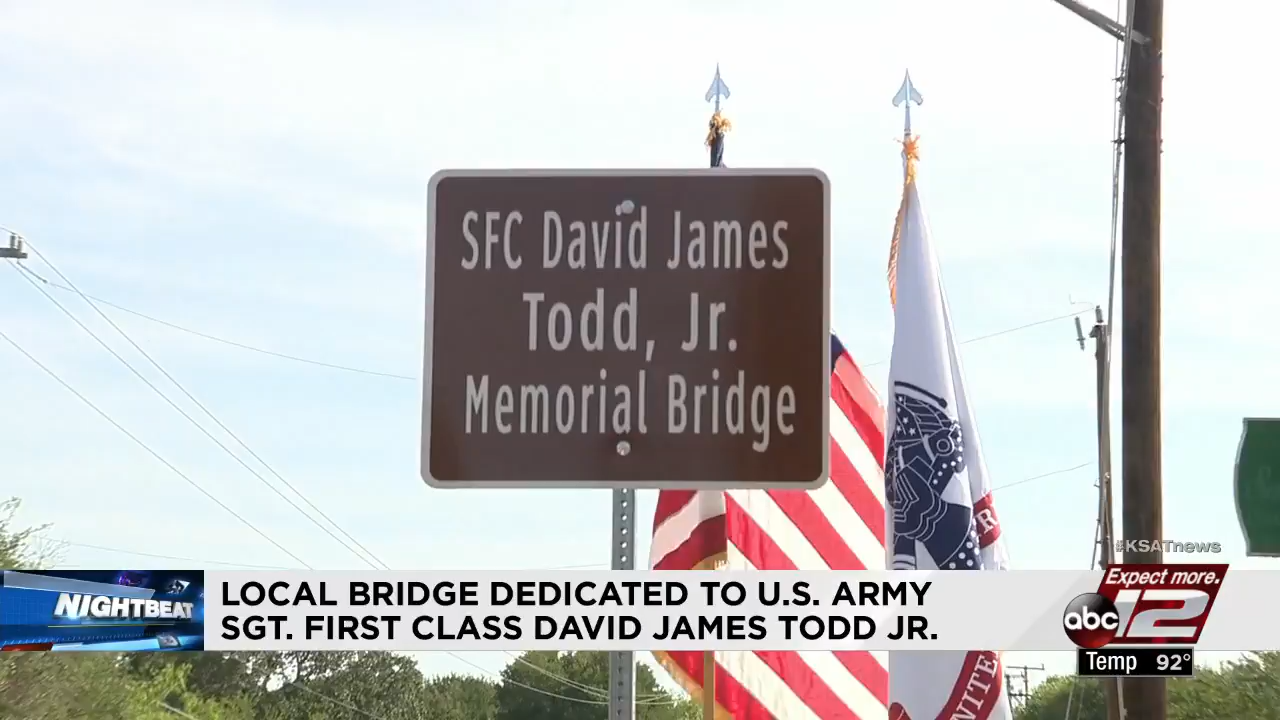 SFC David James
Todd, Jr.
Memorial Bridge
R
#KSATnews
NIGHTBEAT
LOCAL BRIDGE DEDICATED TO U.S. ARMY
SGT. FIRST CLASS DAVID JAMES TODD JR.
Expect more.
abc 12
Temp 92°
NITE